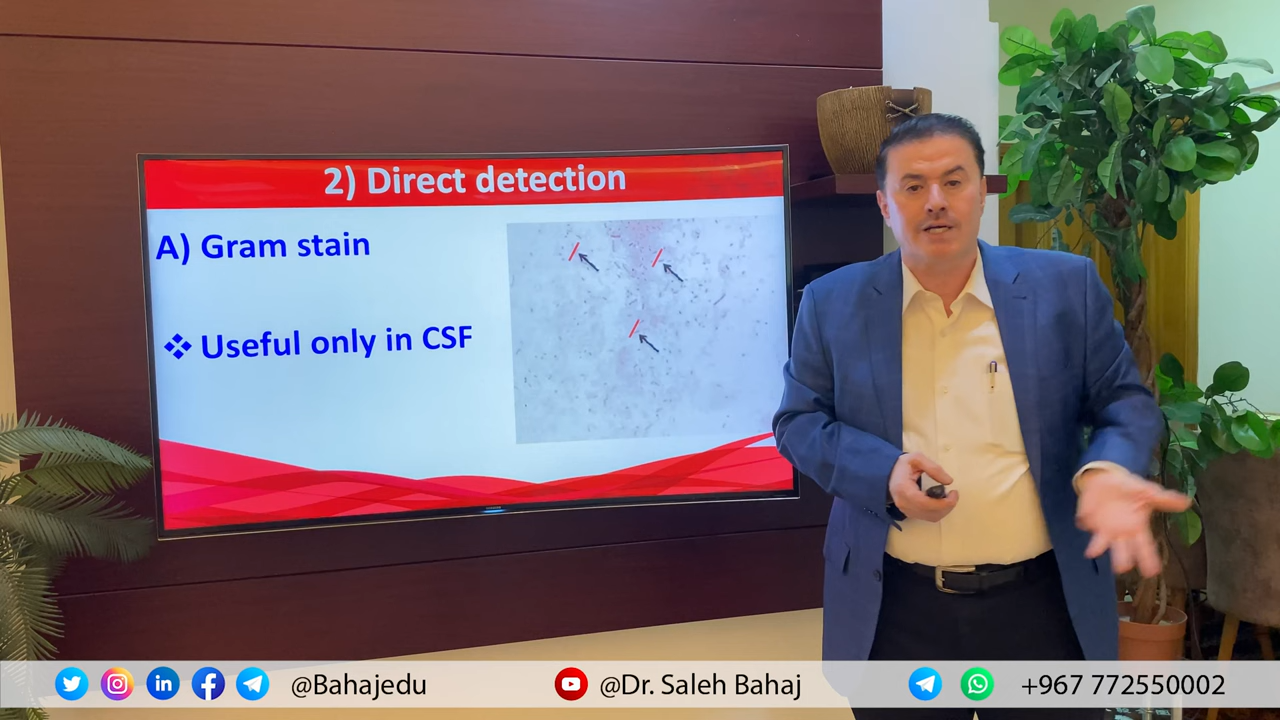 2) Direct detection
A) Gram stain
❖ Useful only in CSF
@Bahajedu
@Dr. Saleh Bahaj
+967 772550002